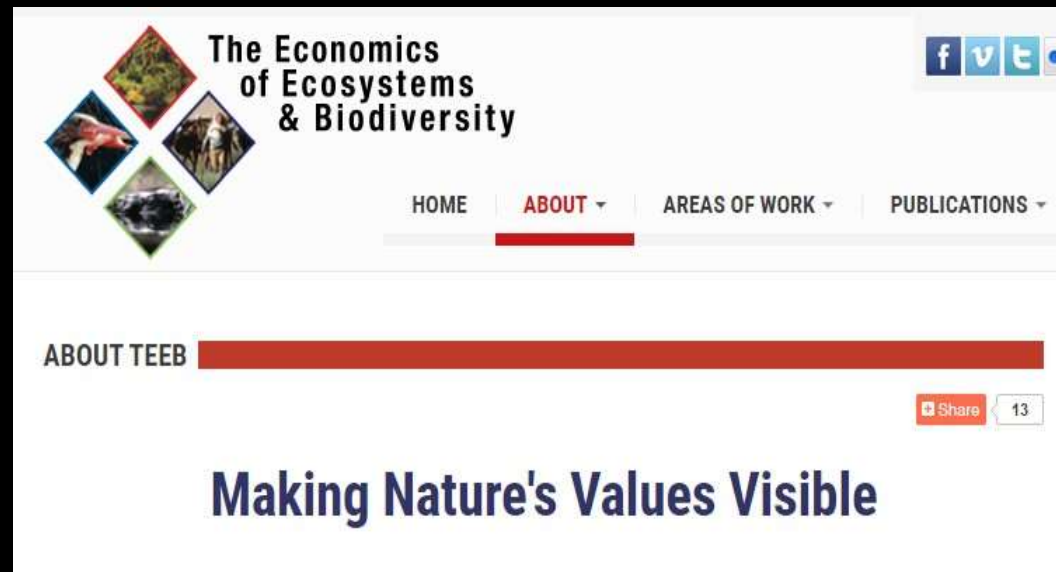 The Economics
of Ecosystems
& Biodiversity
f v t
HOME ABOUT AREAS OF WORK PUBLICATIONS
ABOUT TEEB
Share 13
Making Nature's Values Visible